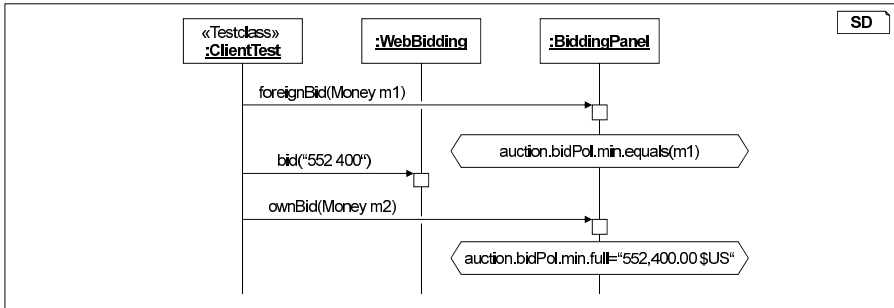 SD
«Testclass»
:ClientTest
:WebBidding
:BiddingPanel
foreignBid(Money m1)
auction.bidPol.min.equals(m1)
bid(“552 400“)
ownBid(Money m2)
auction.bidPol.min.full=“552,400.00 $US“